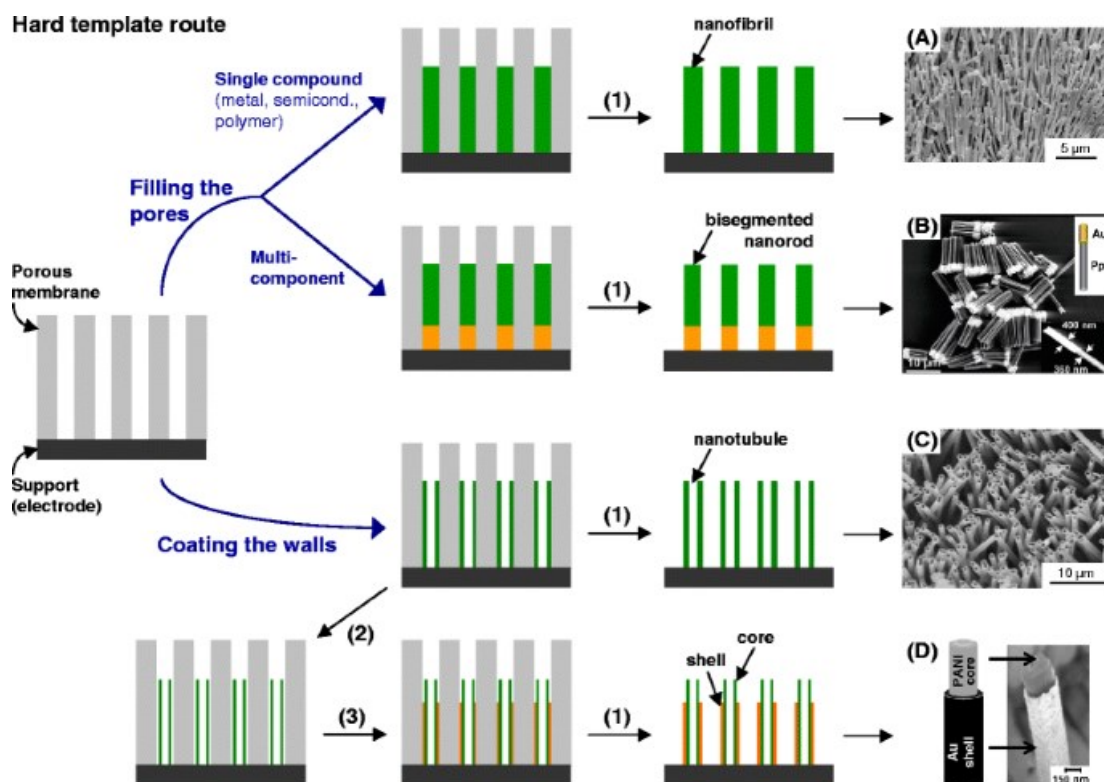 Hard template route
Single compound
(metal, semicond.,
polymer)
Filling the
pores
Multi-
component
Porous
membrane
Support
(electrode)
Coating the walls
nanofibril
(1)
(A)
5 µm
bisegmented
nanorod
(1)
(B)
Au
Pp
400 nm
360 nm
10 µm
nanotubule
(1)
(C)
10 µm
(2)
(3)
shell
core
(1)
(D)
PANI
core
Au
shell
150 nm